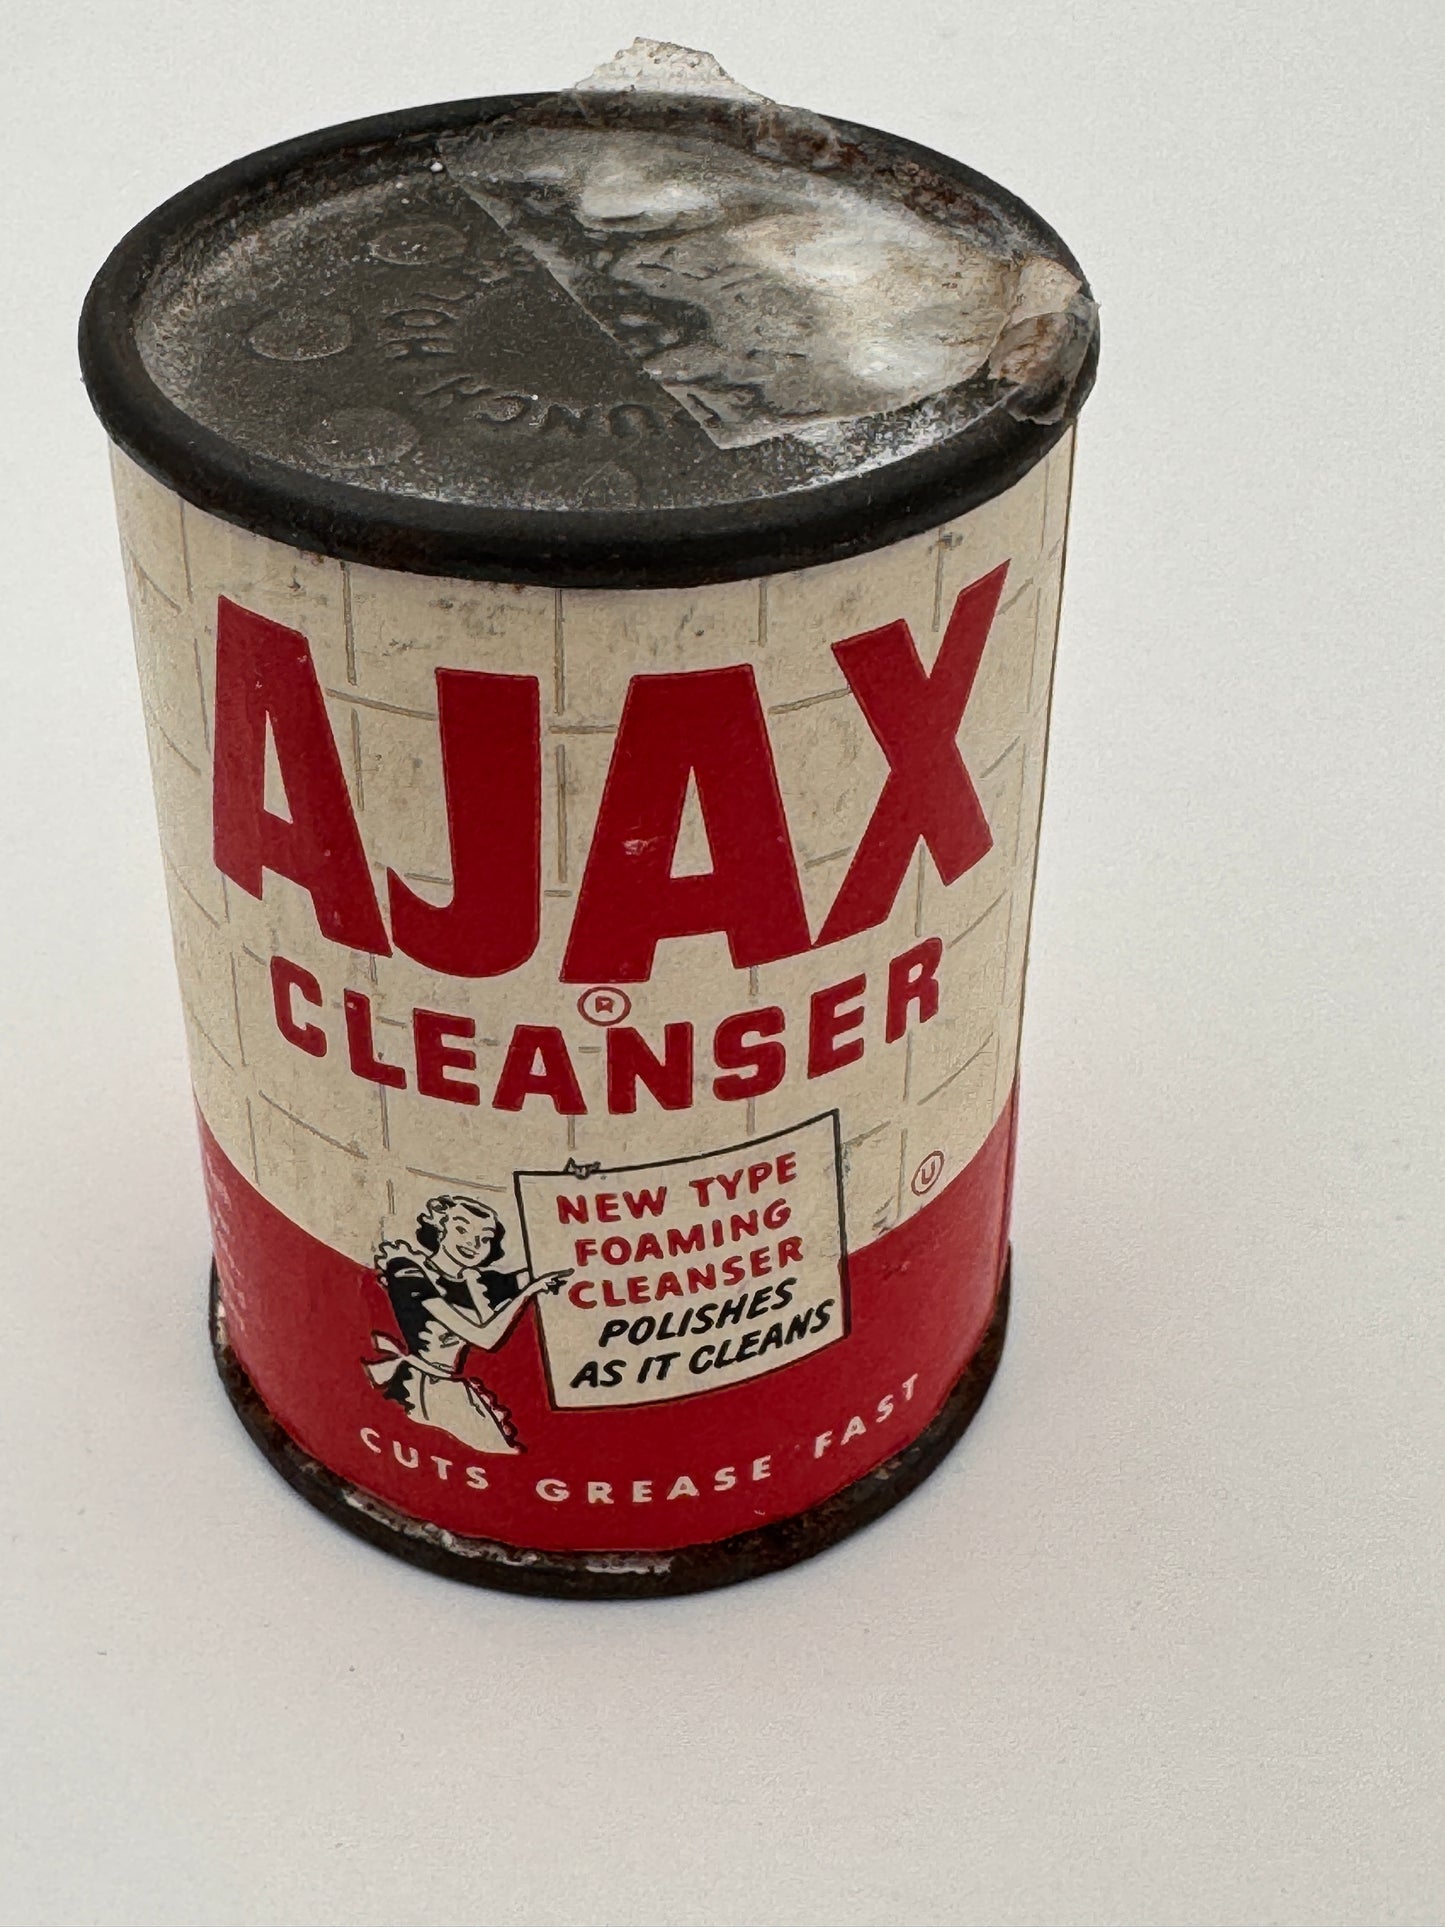 AJAX
®
CLEANSER
Ⓤ
NEW TYPE
FOAMING
CLEANSER
POLISHES
AS IT CLEANS
CUTS GREASE FAST